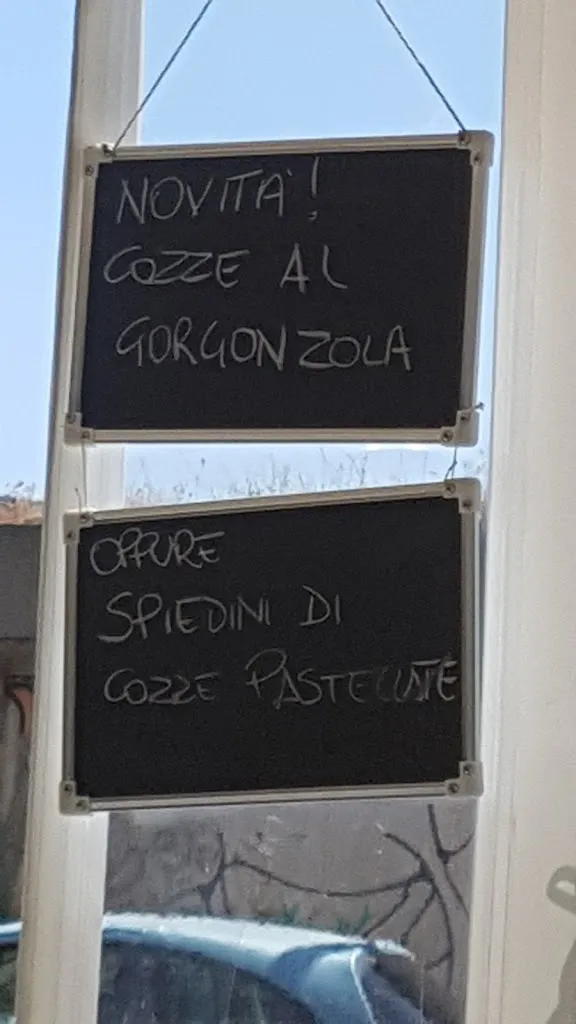 NOVITA'!
COZZE AL
GORGONZOLA
OPPURE
SPIEDINI DI
COZZE PASTELLATE